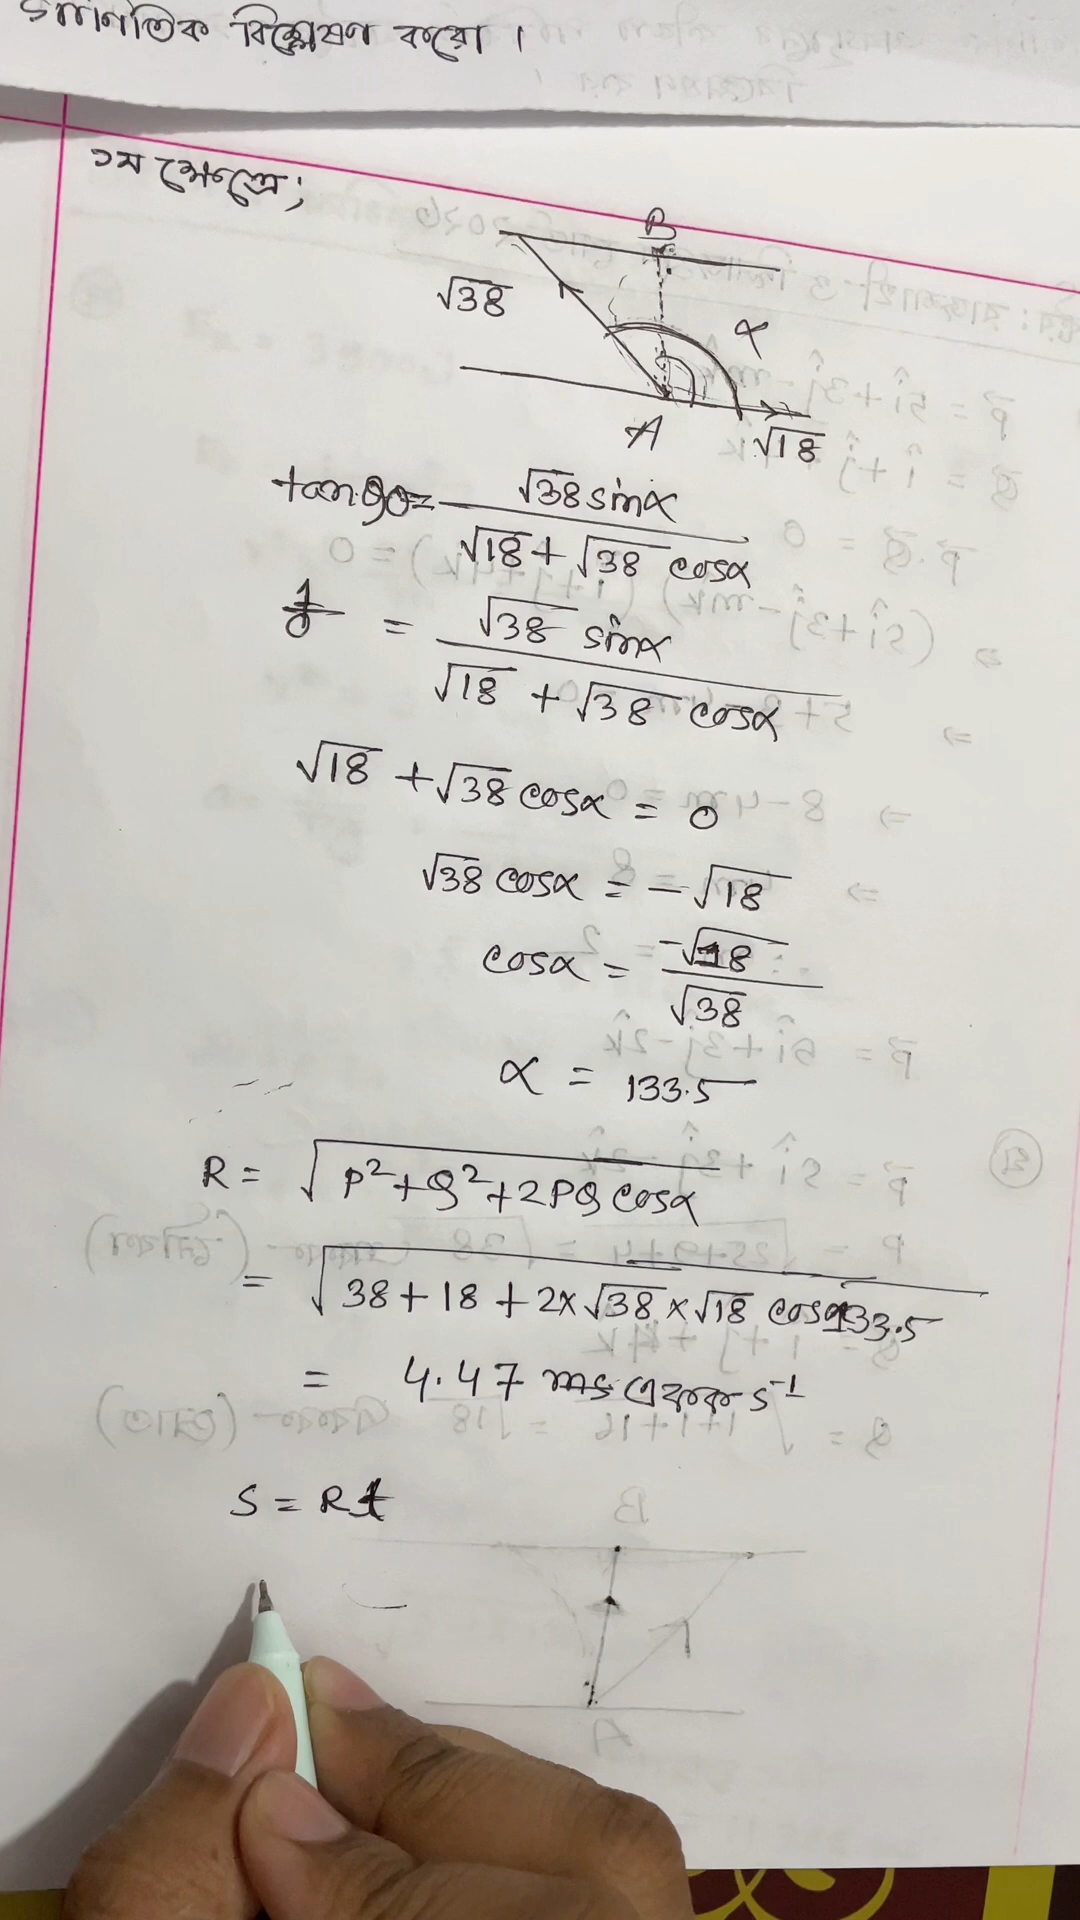 বিশ্লেষণ করো ।
১ম ক্ষেত্রে;
B
√38
α
A
√18
tan90 = √38 sinα / √18 + √38 cosα
1/0 = √38 sinα / √18 + √38 cosα
√18 + √38 cosα = 0
√38 cosα = -√18
cosα = -√18 / √38
α = 133.5
R = √P²+Q²+2PQ cosα
= √38+18+2×√38×√18 cos133.5
= 4.47 একক s⁻¹
S = Rt